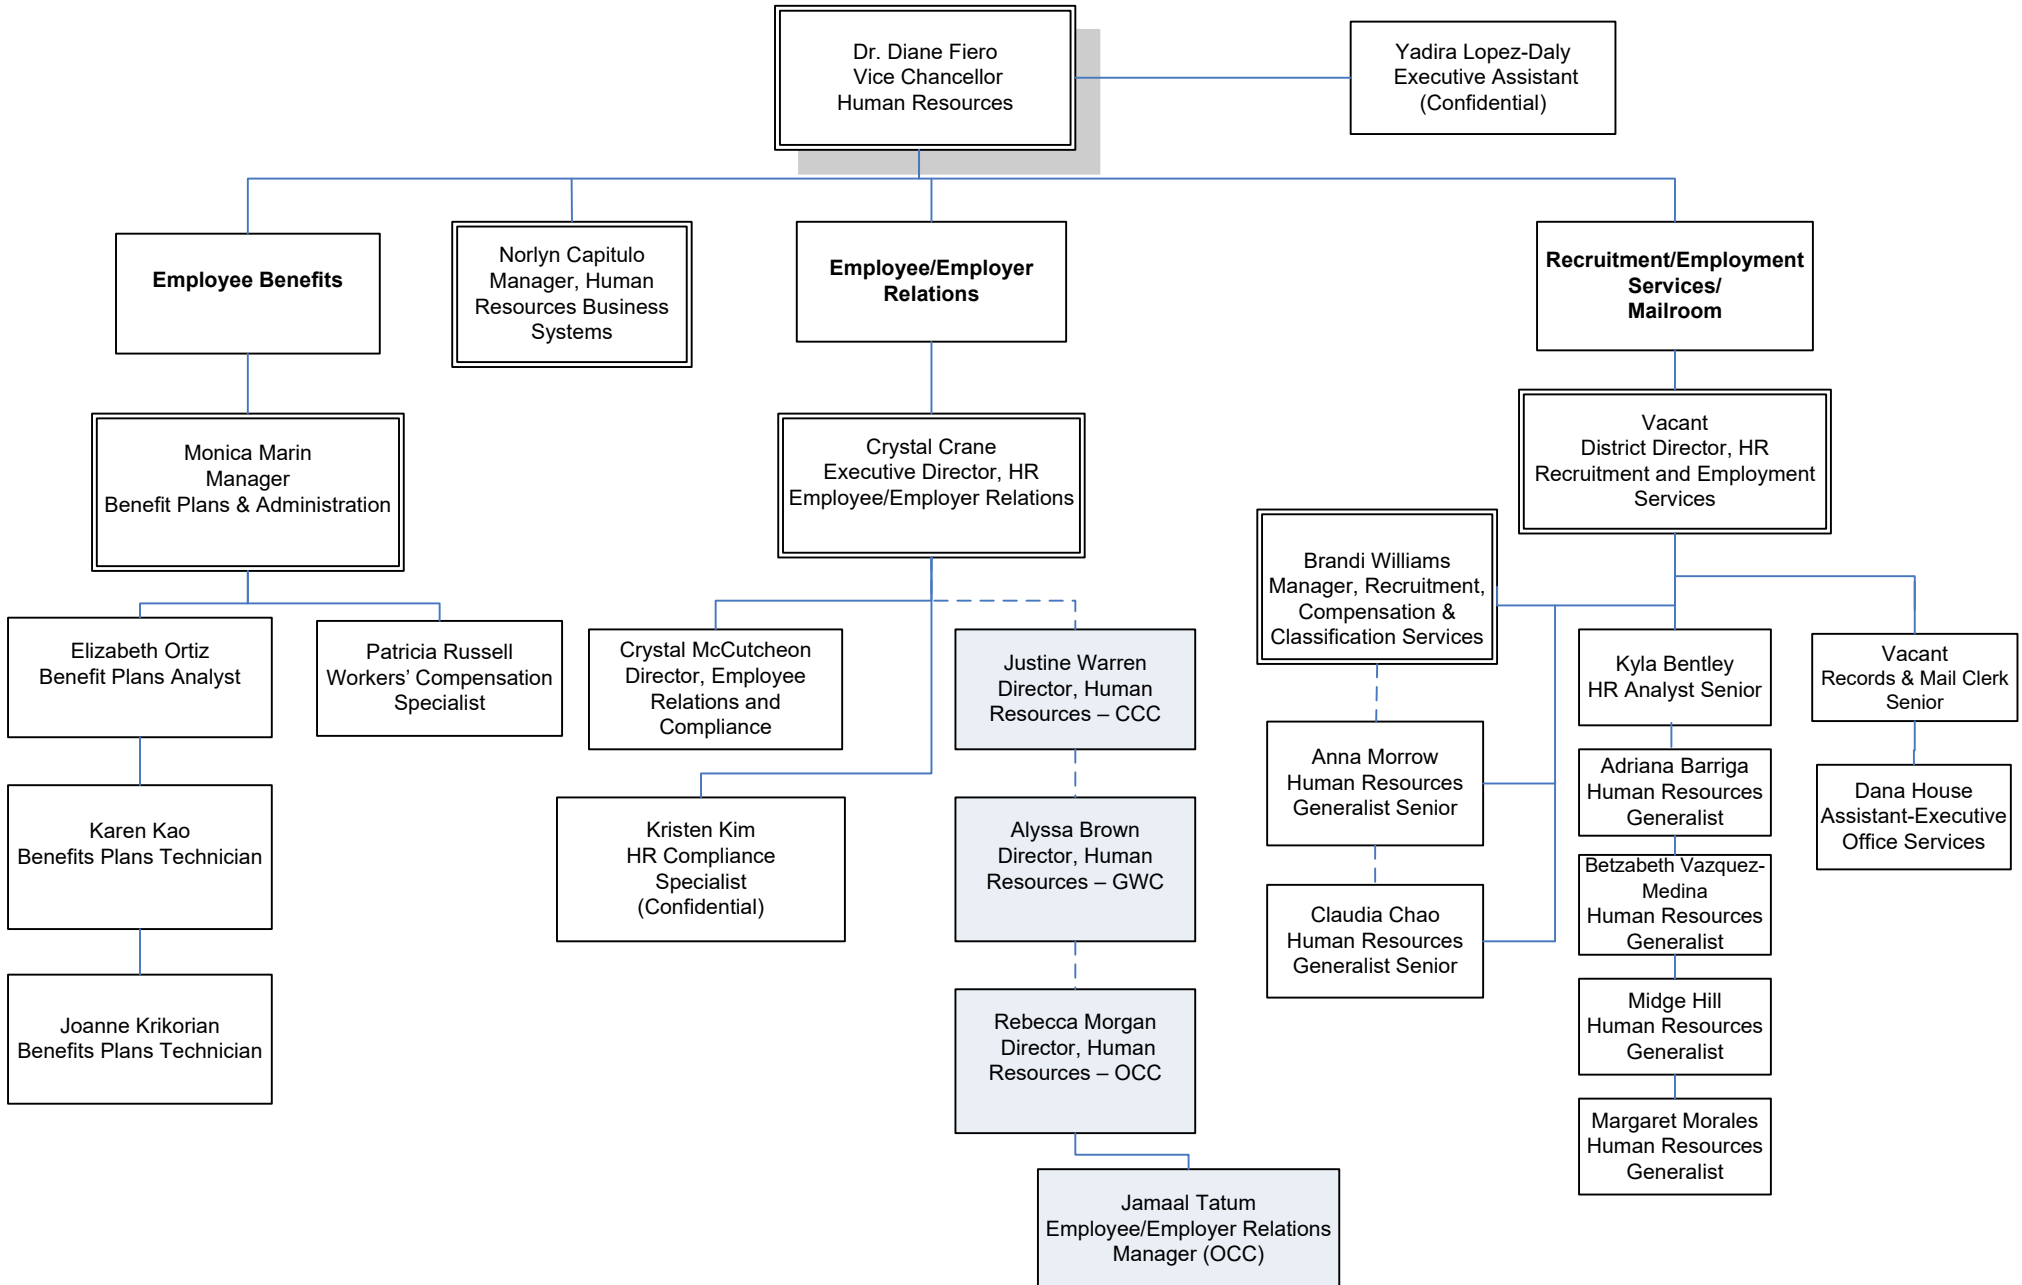 Dr. Diane Fiero
Vice Chancellor
Human Resources
Yadira Lopez-Daly
Executive Assistant
(Confidential)
Employee Benefits
Norlyn Capitulo
Manager, Human
Resources Business
Systems
Employee/Employer
Relations
Recruitment/Employment
Services/
Mailroom
Monica Marin
Manager
Benefit Plans & Administration
Crystal Crane
Executive Director, HR
Employee/Employer Relations
Vacant
District Director, HR
Recruitment and Employment
Services
Brandi Williams
Manager, Recruitment,
Compensation &
Classification Services
Elizabeth Ortiz
Benefit Plans Analyst
Patricia Russell
Workers’ Compensation
Specialist
Crystal McCutcheon
Director, Employee
Relations and
Compliance
Justine Warren
Director, Human
Resources – CCC
Kyla Bentley
HR Analyst Senior
Vacant
Records & Mail Clerk
Senior
Anna Morrow
Human Resources
Generalist Senior
Adriana Barriga
Human Resources
Generalist
Dana House
Assistant-Executive
Office Services
Karen Kao
Benefits Plans Technician
Kristen Kim
HR Compliance
Specialist
(Confidential)
Alyssa Brown
Director, Human
Resources – GWC
Claudia Chao
Human Resources
Generalist Senior
Betzabeth Vazquez-
Medina
Human Resources
Generalist
Joanne Krikorian
Benefits Plans Technician
Rebecca Morgan
Director, Human
Resources – OCC
Midge Hill
Human Resources
Generalist
Margaret Morales
Human Resources
Generalist
Jamaal Tatum
Employee/Employer Relations
Manager (OCC)